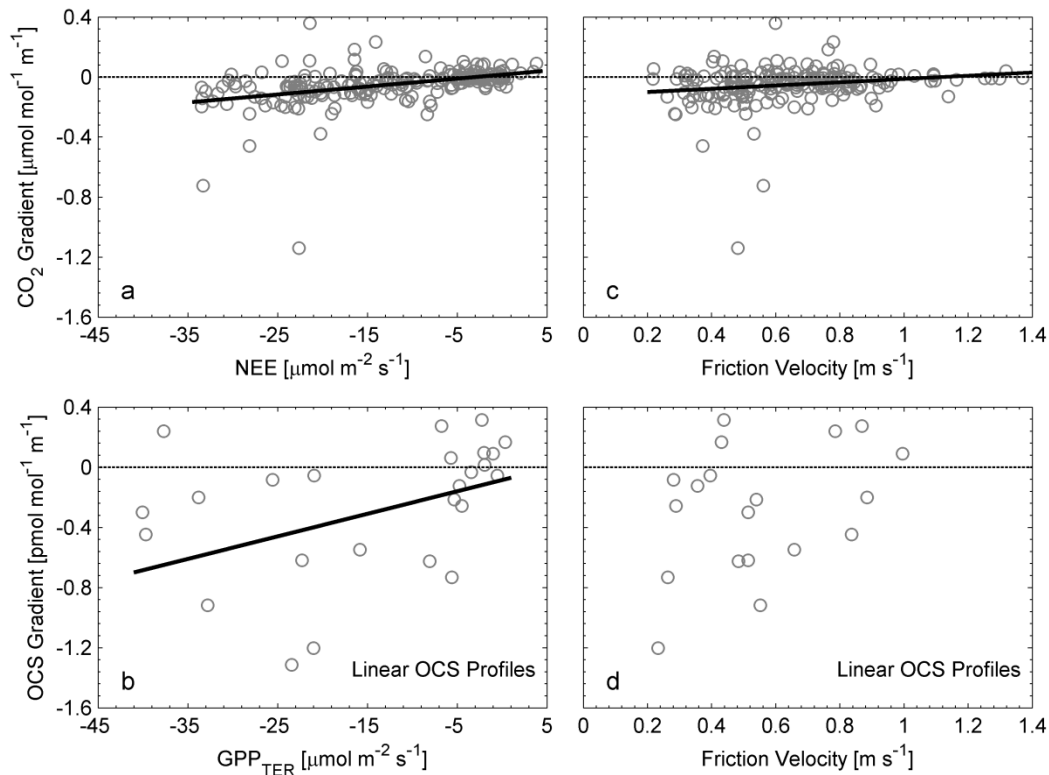 0.4
0
-0.4
-0.8
-1.2
-1.6
CO₂ Gradient [μmol mol⁻¹ m⁻¹]
a
-45 -35 -25 -15 -5 5
NEE [μmol m⁻² s⁻¹]
c
0 0.2 0.4 0.6 0.8 1 1.2 1.4
Friction Velocity [m s⁻¹]
0.4
0
-0.4
-0.8
-1.2
-1.6
OCS Gradient [pmol mol⁻¹ m⁻¹]
b
Linear OCS Profiles
-45 -35 -25 -15 -5 5
GPP_TER [μmol m⁻² s⁻¹]
d
Linear OCS Profiles
0 0.2 0.4 0.6 0.8 1 1.2 1.4
Friction Velocity [m s⁻¹]